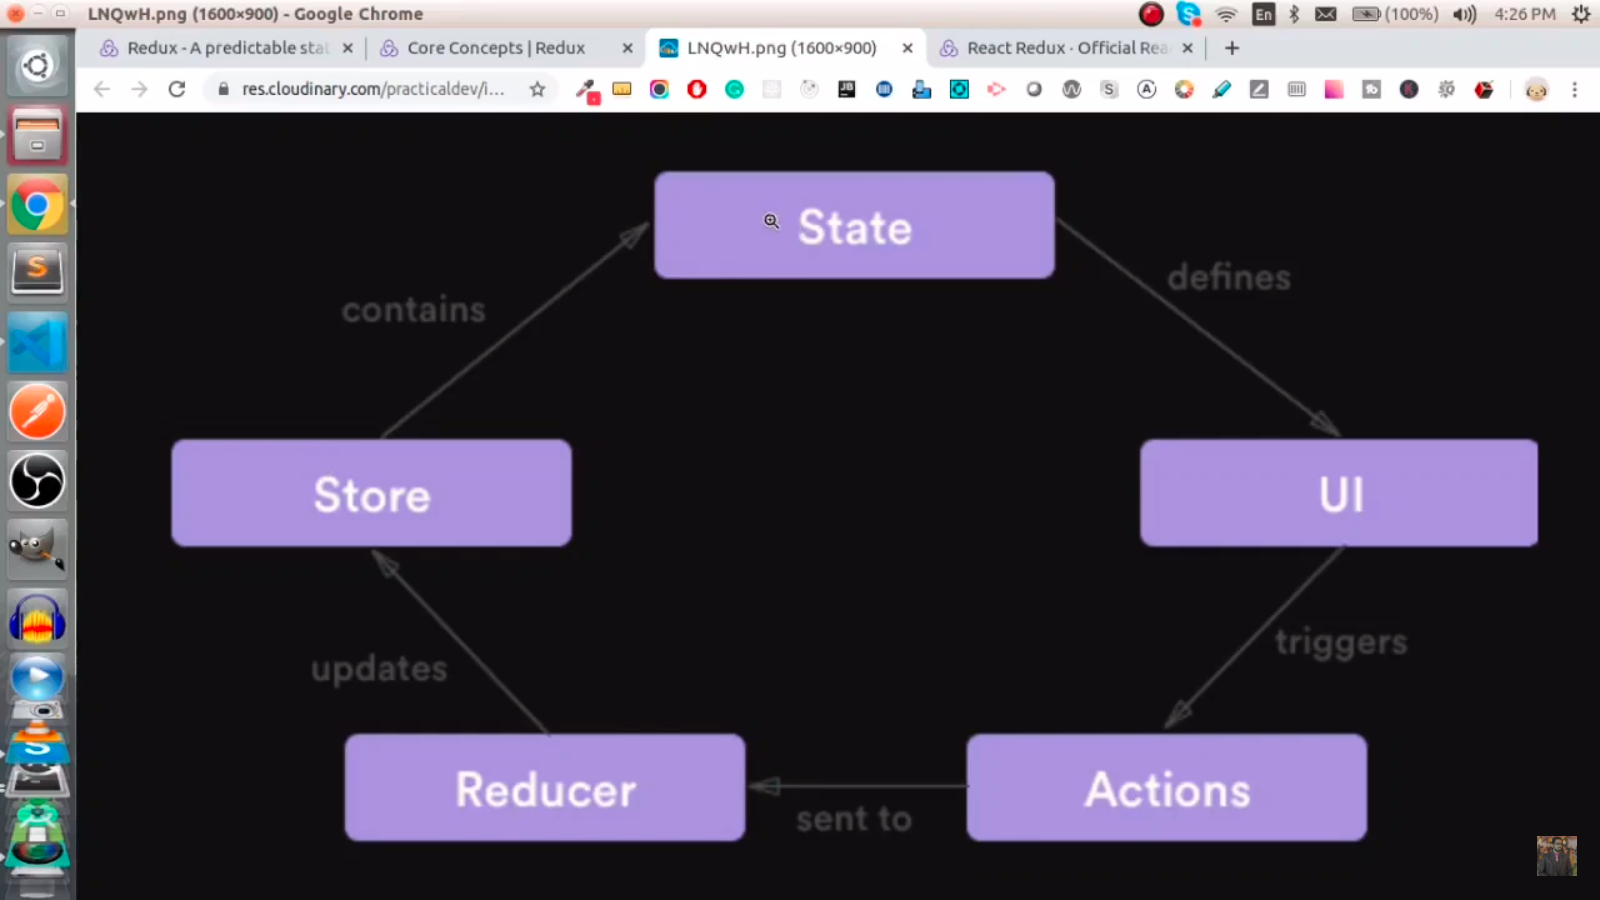 LNQwH.png (1600×900) - Google Chrome
En
(100%)
4:26 PM
Redux - A predictable stat
Core Concepts | Redux
LNQwH.png (1600×900)
React Redux · Official Rea
res.cloudinary.com/practicaldev/i...
JB
State
contains
defines
Store
UI
updates
triggers
Reducer
sent to
Actions